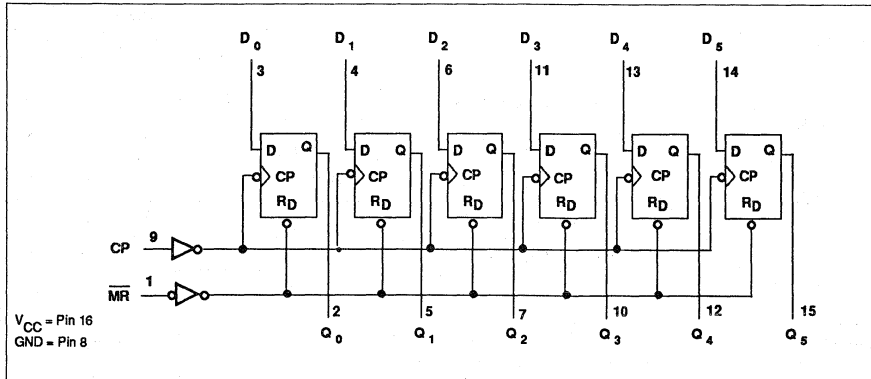 D0 D1 D2 D3 D4 D5
3 4 6 11 13 14
D Q D Q D Q D Q D Q D Q
CP CP CP CP CP CP
RD RD RD RD RD RD
CP 9
MR 1
2 5 7 10 12 15
Q0 Q1 Q2 Q3 Q4 Q5
VCC = Pin 16
GND = Pin 8